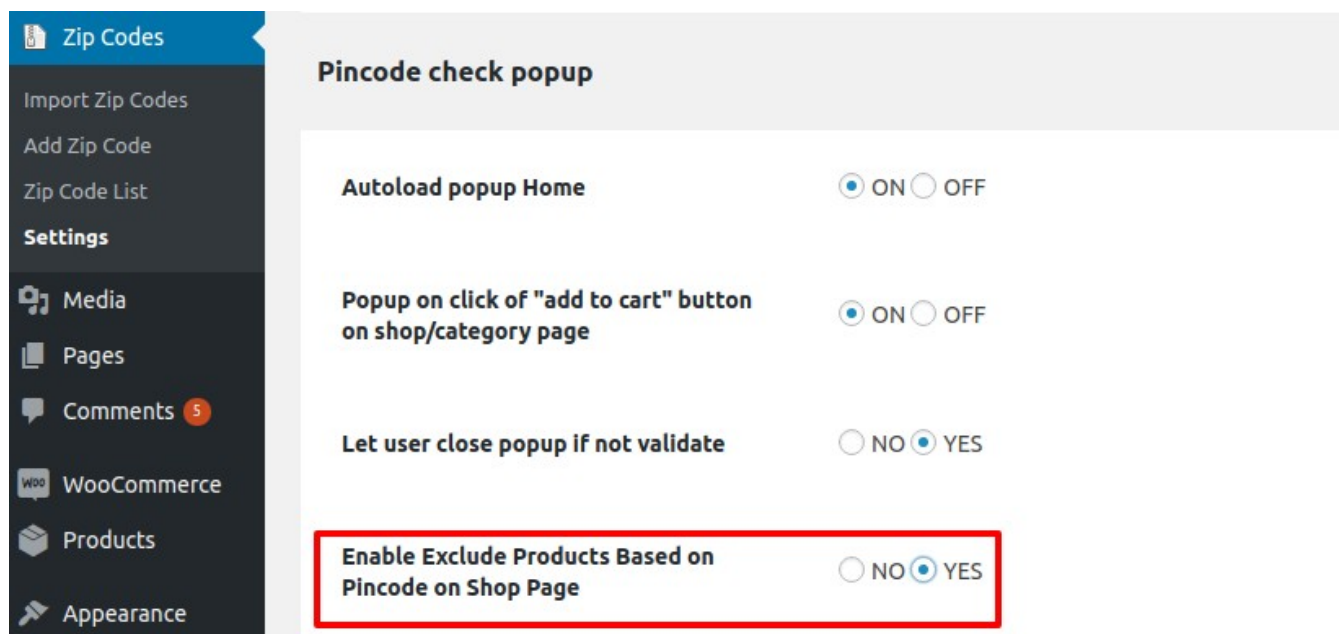 Zip Codes
Import Zip Codes
Add Zip Code
Zip Code List
Settings
Media
Pages
Comments 5
WOO WooCommerce
Products
Appearance
Pincode check popup
Autoload popup Home ON OFF
Popup on click of "add to cart" button
on shop/category page ON OFF
Let user close popup if not validate NO YES
Enable Exclude Products Based on
Pincode on Shop Page NO YES